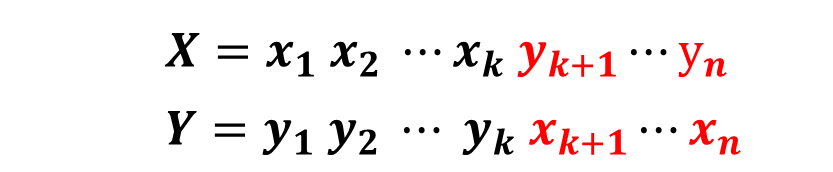 X = x₁ x₂ ⋯ xₖ yₖ₊₁ ⋯ yₙ
Y = y₁ y₂ ⋯ yₖ xₖ₊₁ ⋯ xₙ